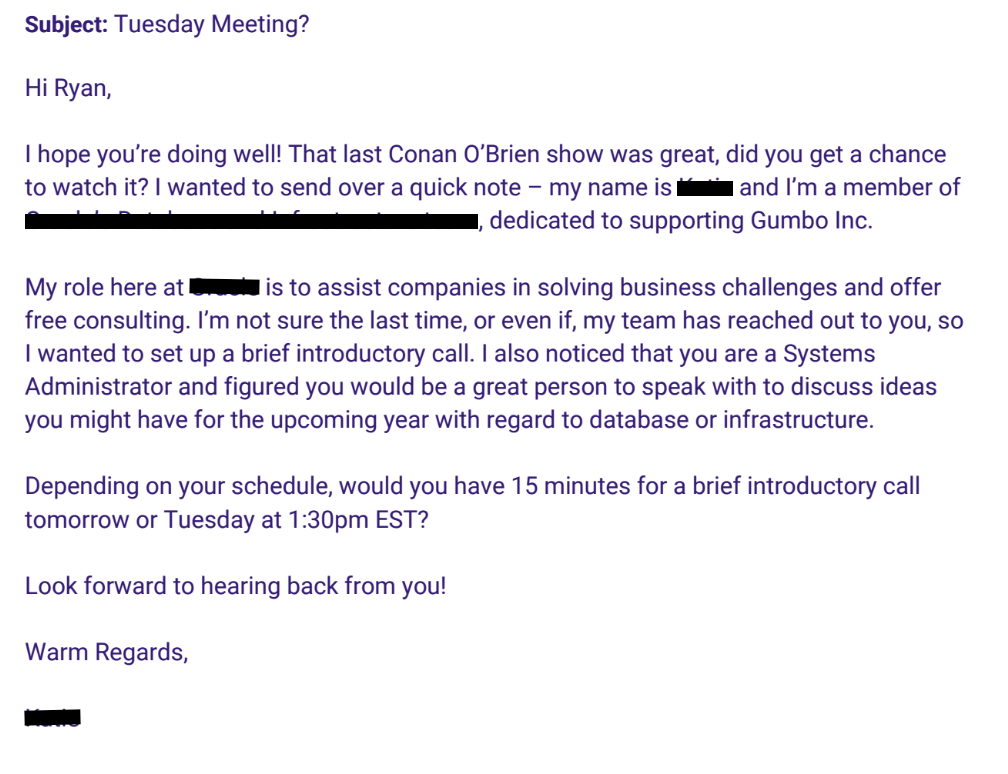 Subject: Tuesday Meeting?
Hi Ryan,
I hope you’re doing well! That last Conan O’Brien show was great, did you get a chance
to watch it? I wanted to send over a quick note – my name is and I’m a member of
, dedicated to supporting Gumbo Inc.
My role here at is to assist companies in solving business challenges and offer
free consulting. I’m not sure the last time, or even if, my team has reached out to you, so
I wanted to set up a brief introductory call. I also noticed that you are a Systems
Administrator and figured you would be a great person to speak with to discuss ideas
you might have for the upcoming year with regard to database or infrastructure.
Depending on your schedule, would you have 15 minutes for a brief introductory call
tomorrow or Tuesday at 1:30pm EST?
Look forward to hearing back from you!
Warm Regards,